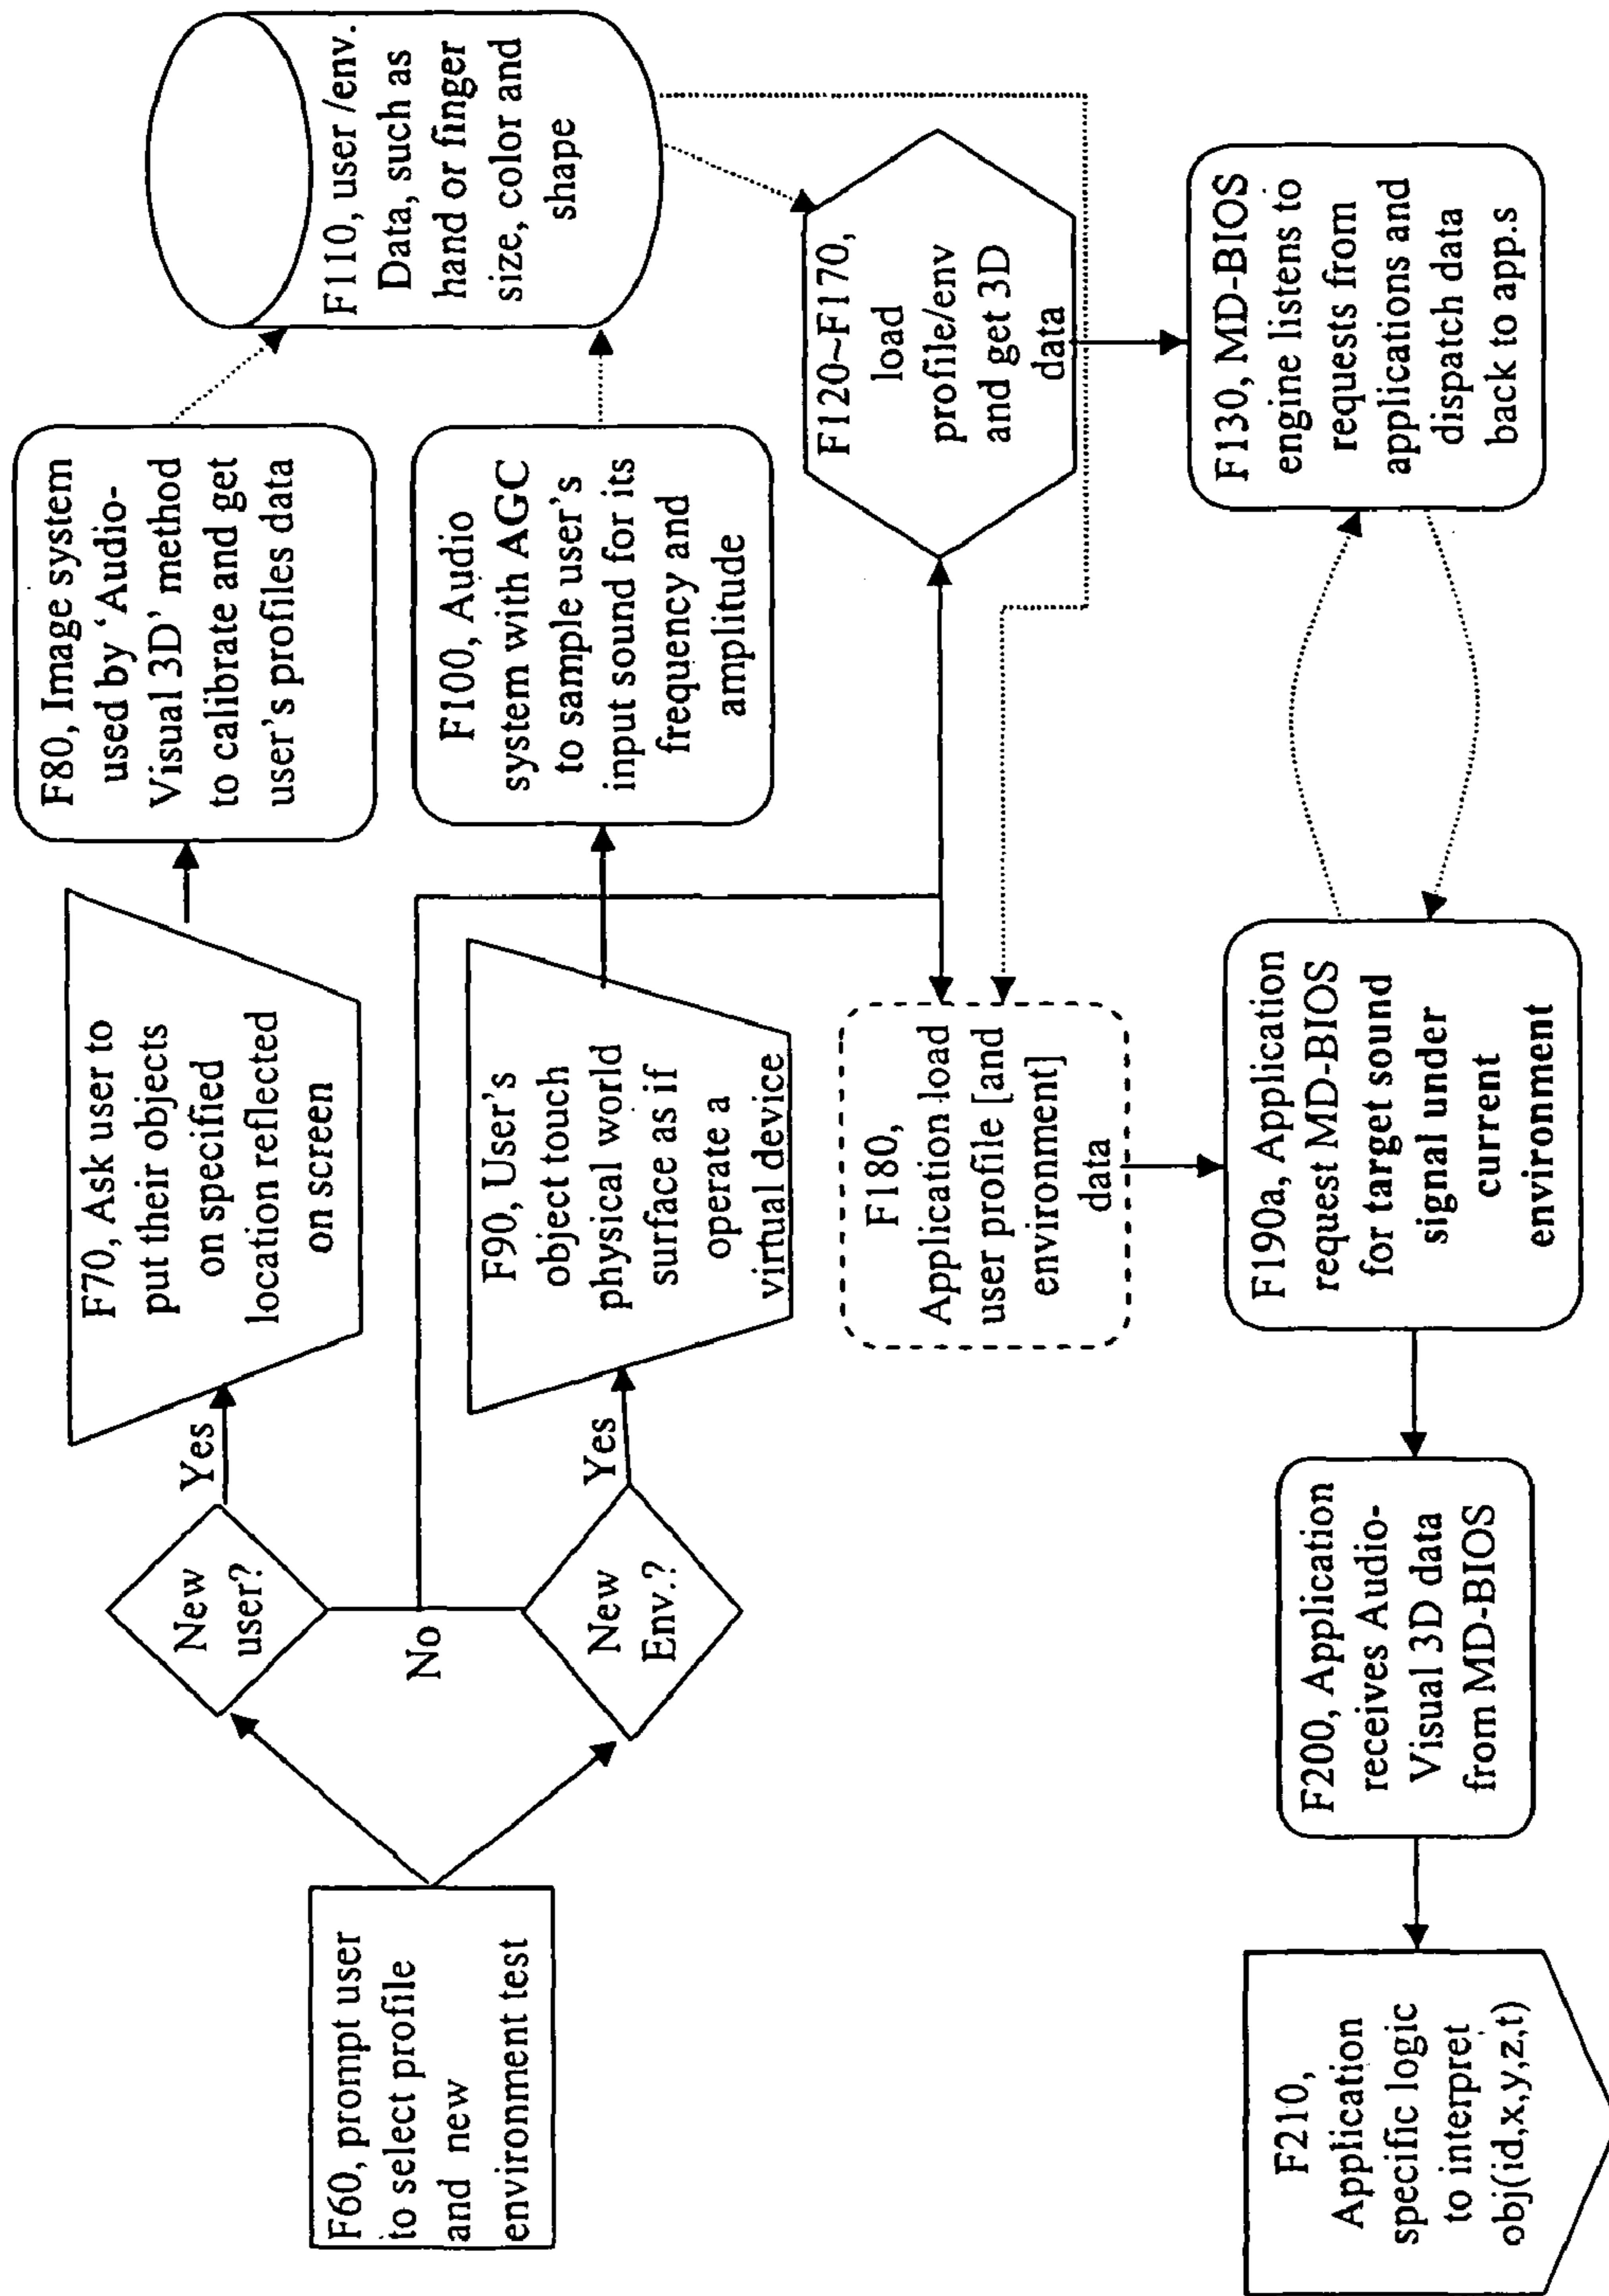 F60, prompt user
to select profile
and new
environment test
New
user?
Yes
No
New
Env.?
Yes
F70, Ask user to
put their objects
on specified
location reflected
on screen
F80, Image system
used by ‘Audio-
Visual 3D’ method
to calibrate and get
user's profiles data
F90, User's
object touch
physical world
surface as if
operate a
virtual device
F100, Audio
system with AGC
to sample user's
input sound for its
frequency and
amplitude
F110, user /env.
Data, such as
hand or finger
size, color and
shape
F180,
Application load
user profile [and
environment]
data
F120~F170,
load
profile/env
and get 3D
data
F210,
Application
specific logic
to interpret
obj(id,x,y,z,t)
F200, Application
receives Audio-
Visual 3D data
from MD-BIOS
F190a, Application
request MD-BIOS
for target sound
signal under
current
environment
F130, MD-BIOS
engine listens to
requests from
applications and
dispatch data
back to app.s